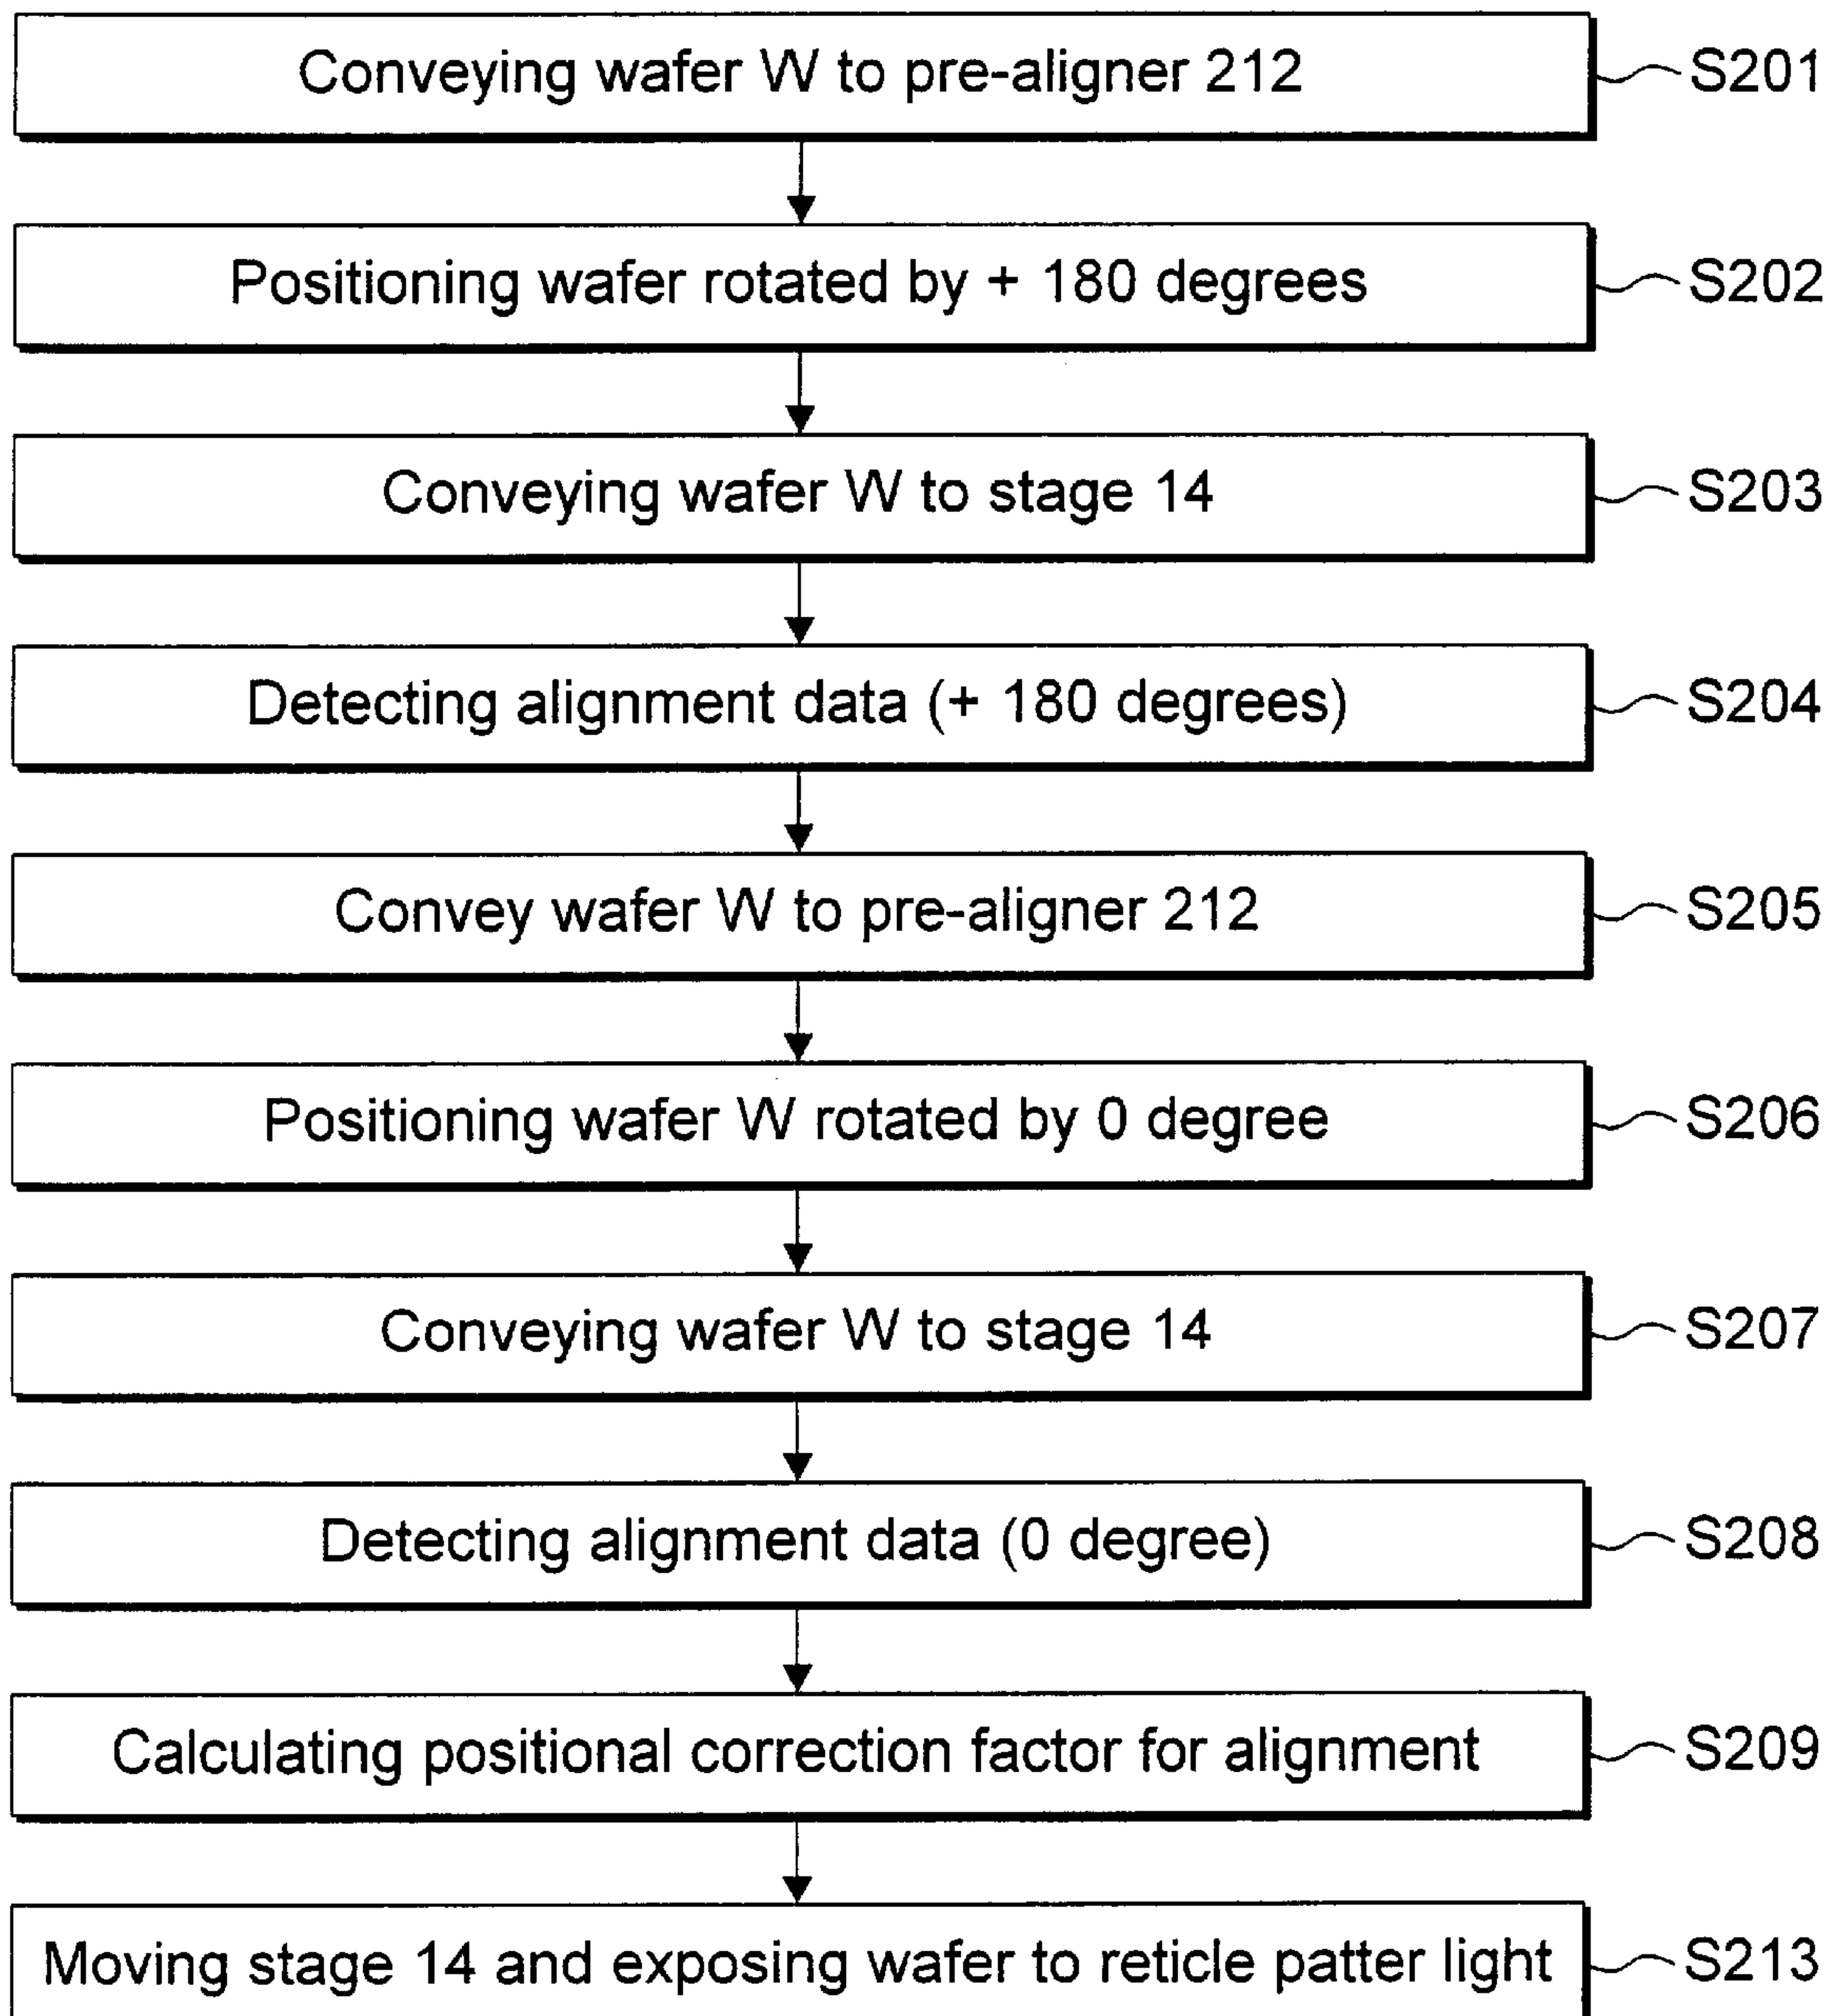 Conveying wafer W to pre-aligner 212 S201
Positioning wafer rotated by + 180 degrees S202
Conveying wafer W to stage 14 S203
Detecting alignment data (+ 180 degrees) S204
Convey wafer W to pre-aligner 212 S205
Positioning wafer W rotated by 0 degree S206
Conveying wafer W to stage 14 S207
Detecting alignment data (0 degree) S208
Calculating positional correction factor for alignment S209
Moving stage 14 and exposing wafer to reticle patter light S213